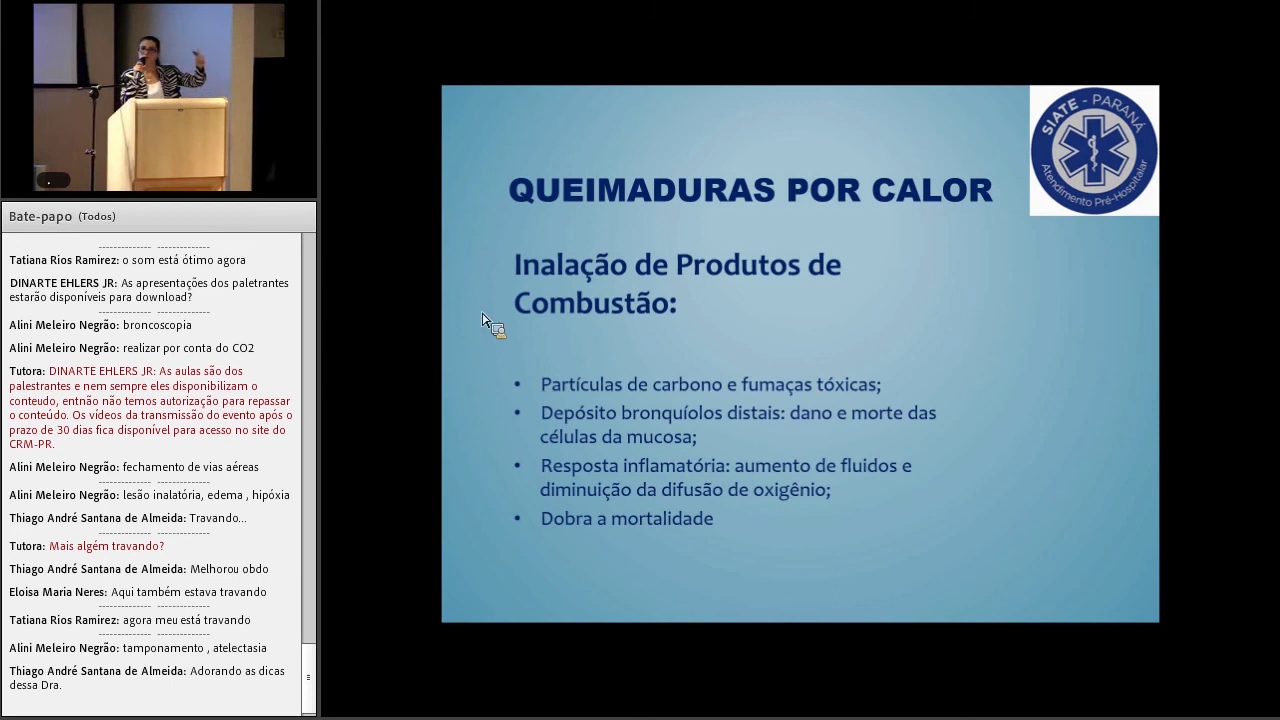 Bate-papo (Todos)
Tatiana Rios Ramirez: o som está ótimo agora
DINARTE EHLERS JR: As apresentações dos paletrantes
estarão disponíveis para download?
Alini Meleiro Negrão: broncoscopia
Alini Meleiro Negrão: realizar por conta do CO2
Tutora: DINARTE EHLERS JR: As aulas são dos
palestrantes e nem sempre eles disponibilizam o
conteudo, entnão não temos autorização para repassar
o conteúdo. Os vídeos da transmissão do evento após o
prazo de 30 dias fica disponível para acesso no site do
CRM-PR.
Alini Meleiro Negrão: fechamento de vias aéreas
Alini Meleiro Negrão: lesão inalatória, edema , hipóxia
Thiago André Santana de Almeida: Travando...
Tutora: Mais algém travando?
Thiago André Santana de Almeida: Melhorou obdo
Eloisa Maria Neres: Aqui também estava travando
Tatiana Rios Ramirez: agora meu está travando
Alini Meleiro Negrão: tamponamento , atelectasia
Thiago André Santana de Almeida: Adorando as dicas
dessa Dra.
SIATE - PARANÁ
Atendimento Pré-Hospitalar
QUEIMADURAS POR CALOR
Inalação de Produtos de
Combustão:
• Partículas de carbono e fumaças tóxicas;
• Depósito bronquíolos distais: dano e morte das
células da mucosa;
• Resposta inflamatória: aumento de fluidos e
diminuição da difusão de oxigênio;
• Dobra a mortalidade